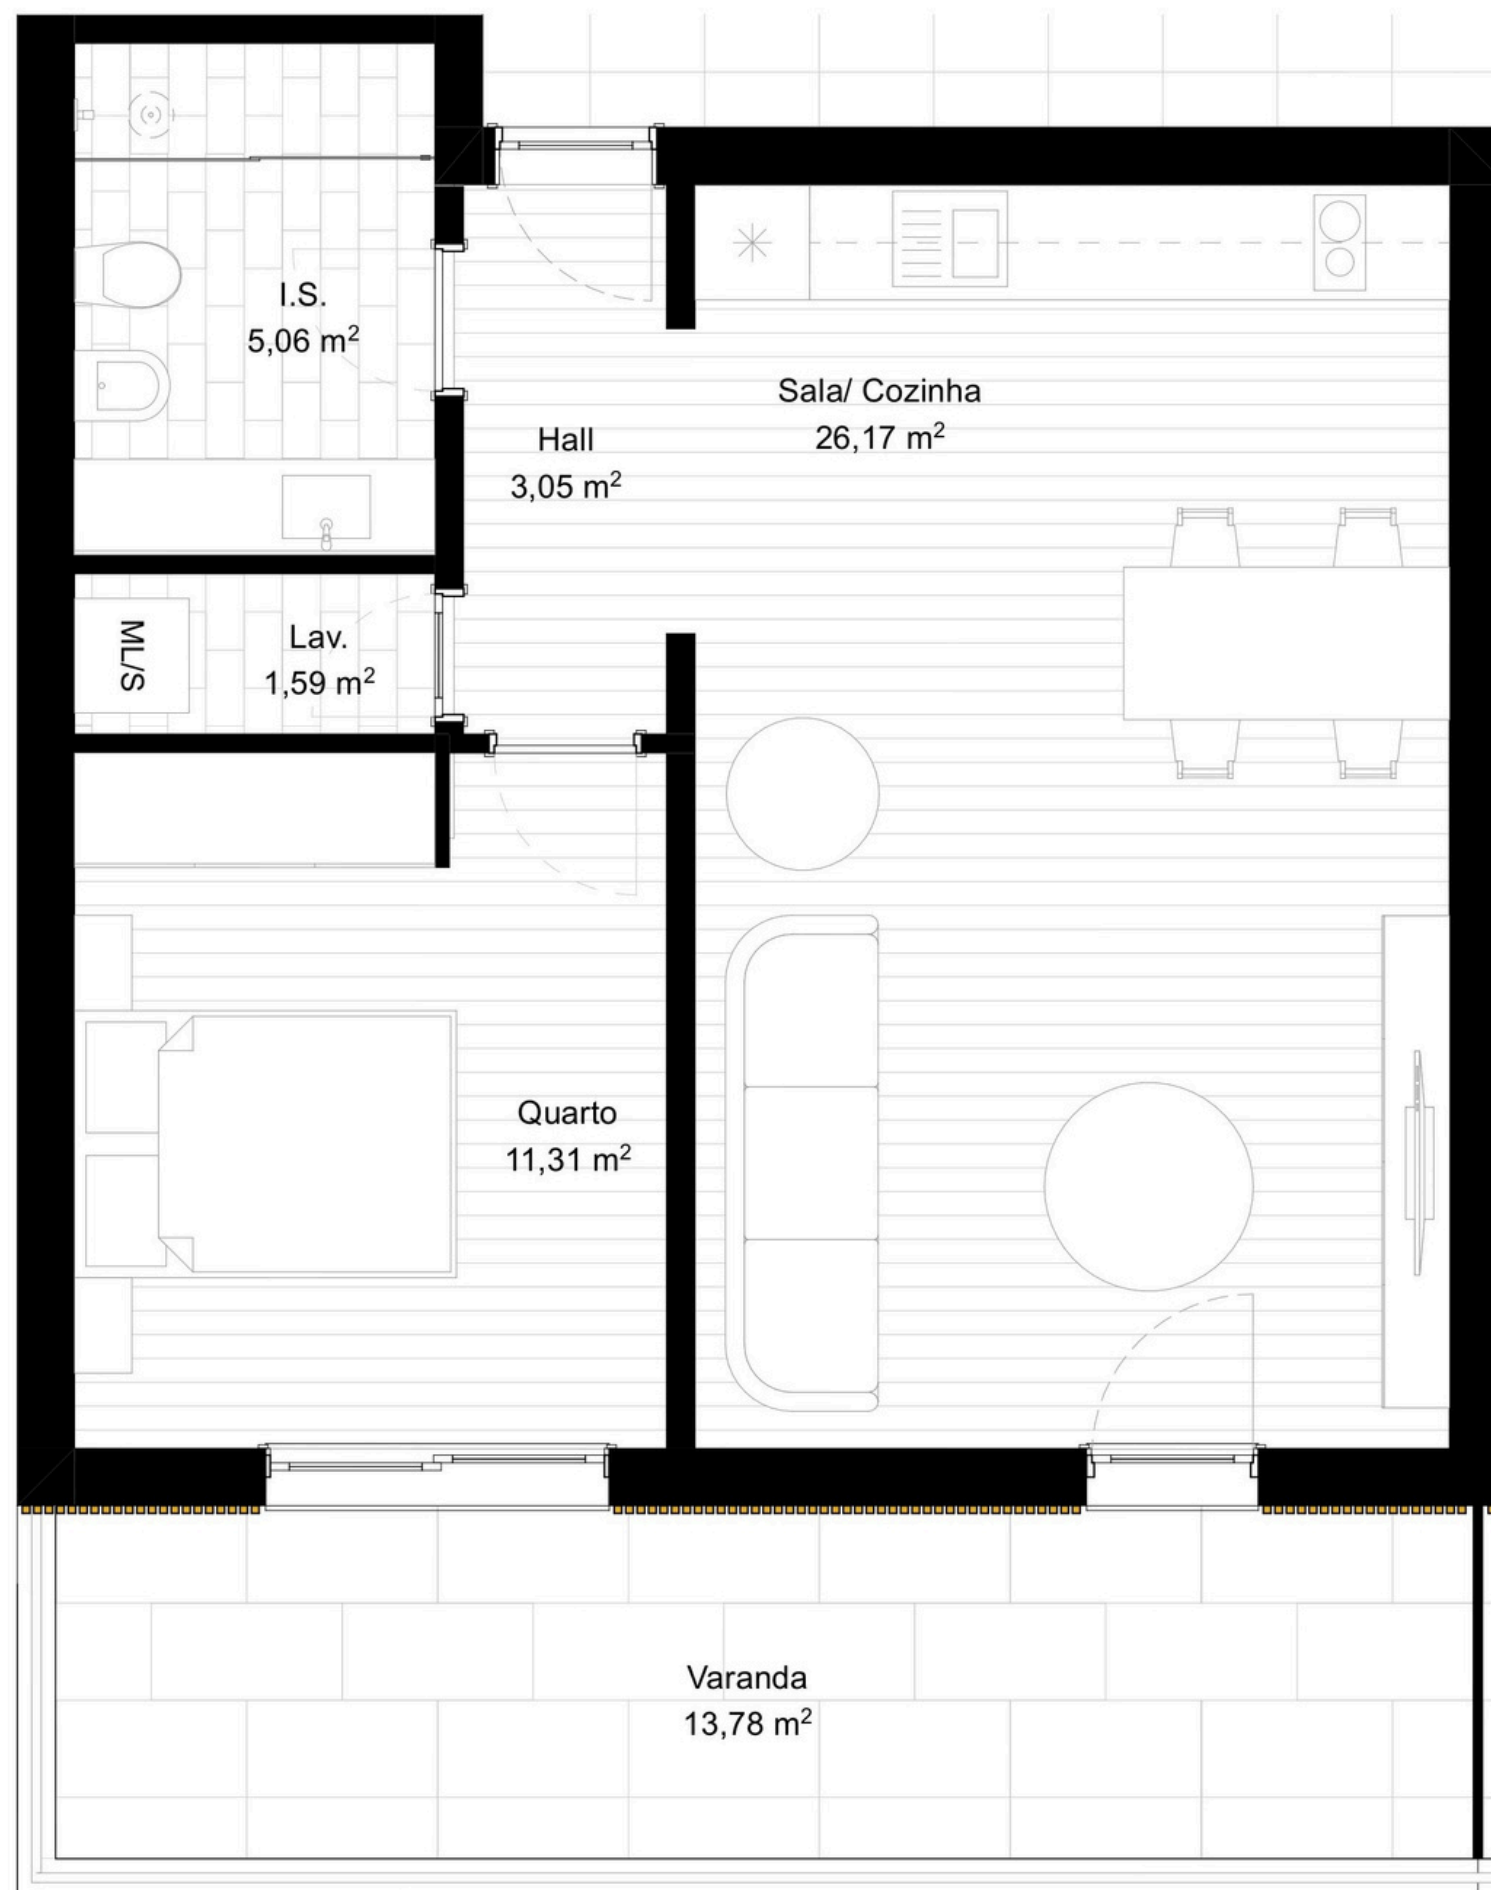 I.S.
5,06 m²
Sala/ Cozinha
26,17 m²
Hall
3,05 m²
ML/S
Lav.
1,59 m²
Quarto
11,31 m²
Varanda
13,78 m²